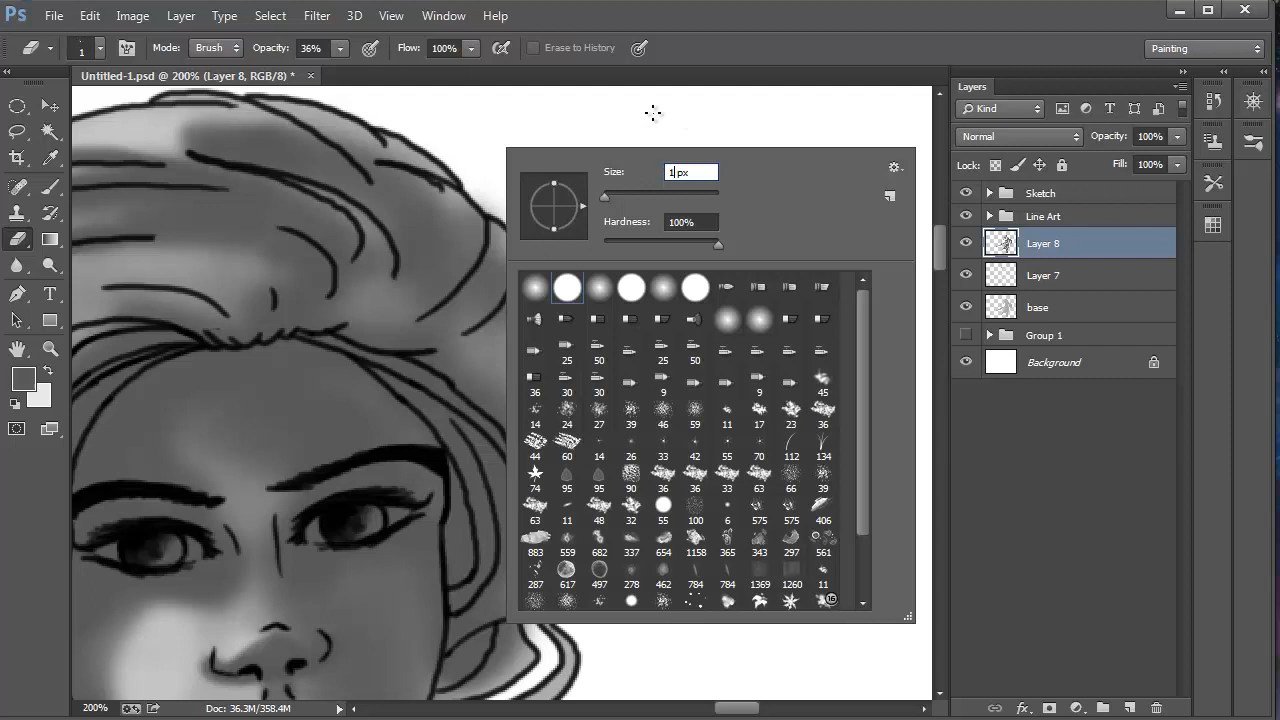 Ps File Edit Image Layer Type Select Filter 3D View Window Help
1 Mode: Brush Opacity: 36% Flow: 100% Erase to History Painting
Untitled-1.psd @ 200% (Layer 8, RGB/8) *
Layers
Kind
Normal Opacity: 100%
Lock: Fill: 100%
Sketch
Line Art
Layer 8
Layer 7
base
Group 1
Background
Size: 1 px
Hardness: 100%
25 50 25 50
36 30 30 9 9 45
14 24 27 39 46 59 11 17 23 36
44 60 14 26 33 42 55 70 112 134
74 95 95 90 36 36 33 63 66 39
63 11 48 32 55 100 6 575 575 406
883 559 682 337 654 1158 365 343 297 561
287 617 497 278 462 784 784 1369 1260 11
200% Doc: 36.3M/358.4M